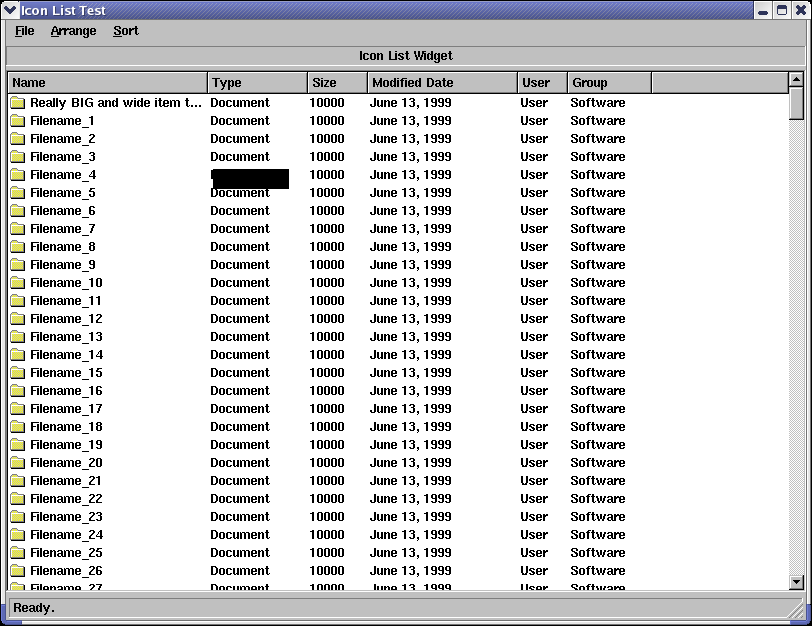 Icon List Test
File Arrange Sort
Icon List Widget
Name Type Size Modified Date User Group
Really BIG and wide item t... Document 10000 June 13, 1999 User Software
Filename_1 Document 10000 June 13, 1999 User Software
Filename_2 Document 10000 June 13, 1999 User Software
Filename_3 Document 10000 June 13, 1999 User Software
Filename_4 10000 June 13, 1999 User Software
Filename_5 Document 10000 June 13, 1999 User Software
Filename_6 Document 10000 June 13, 1999 User Software
Filename_7 Document 10000 June 13, 1999 User Software
Filename_8 Document 10000 June 13, 1999 User Software
Filename_9 Document 10000 June 13, 1999 User Software
Filename_10 Document 10000 June 13, 1999 User Software
Filename_11 Document 10000 June 13, 1999 User Software
Filename_12 Document 10000 June 13, 1999 User Software
Filename_13 Document 10000 June 13, 1999 User Software
Filename_14 Document 10000 June 13, 1999 User Software
Filename_15 Document 10000 June 13, 1999 User Software
Filename_16 Document 10000 June 13, 1999 User Software
Filename_17 Document 10000 June 13, 1999 User Software
Filename_18 Document 10000 June 13, 1999 User Software
Filename_19 Document 10000 June 13, 1999 User Software
Filename_20 Document 10000 June 13, 1999 User Software
Filename_21 Document 10000 June 13, 1999 User Software
Filename_22 Document 10000 June 13, 1999 User Software
Filename_23 Document 10000 June 13, 1999 User Software
Filename_24 Document 10000 June 13, 1999 User Software
Filename_25 Document 10000 June 13, 1999 User Software
Filename_26 Document 10000 June 13, 1999 User Software
Filename_27 Document 10000 June 13, 1999 User Software
Ready.